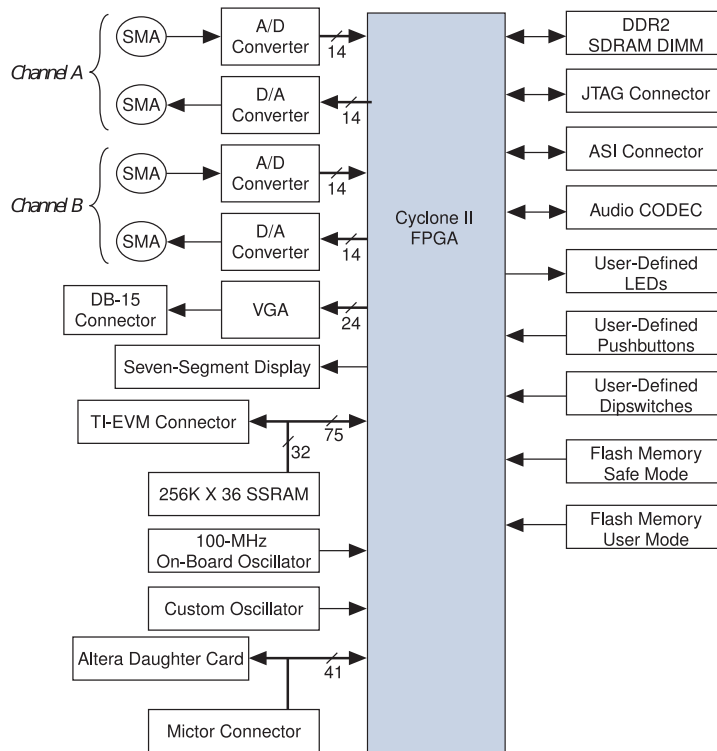 Channel A
SMA
A/D
Converter
14
SMA
D/A
Converter
14
Channel B
SMA
A/D
Converter
14
SMA
D/A
Converter
14
DB-15
Connector
VGA
24
Seven-Segment Display
TI-EVM Connector
75
32
256K X 36 SSRAM
100-MHz
On-Board Oscillator
Custom Oscillator
Altera Daughter Card
41
Mictor Connector
Cyclone II
FPGA
DDR2
SDRAM DIMM
JTAG Connector
ASI Connector
Audio CODEC
User-Defined
LEDs
User-Defined
Pushbuttons
User-Defined
Dipswitches
Flash Memory
Safe Mode
Flash Memory
User Mode